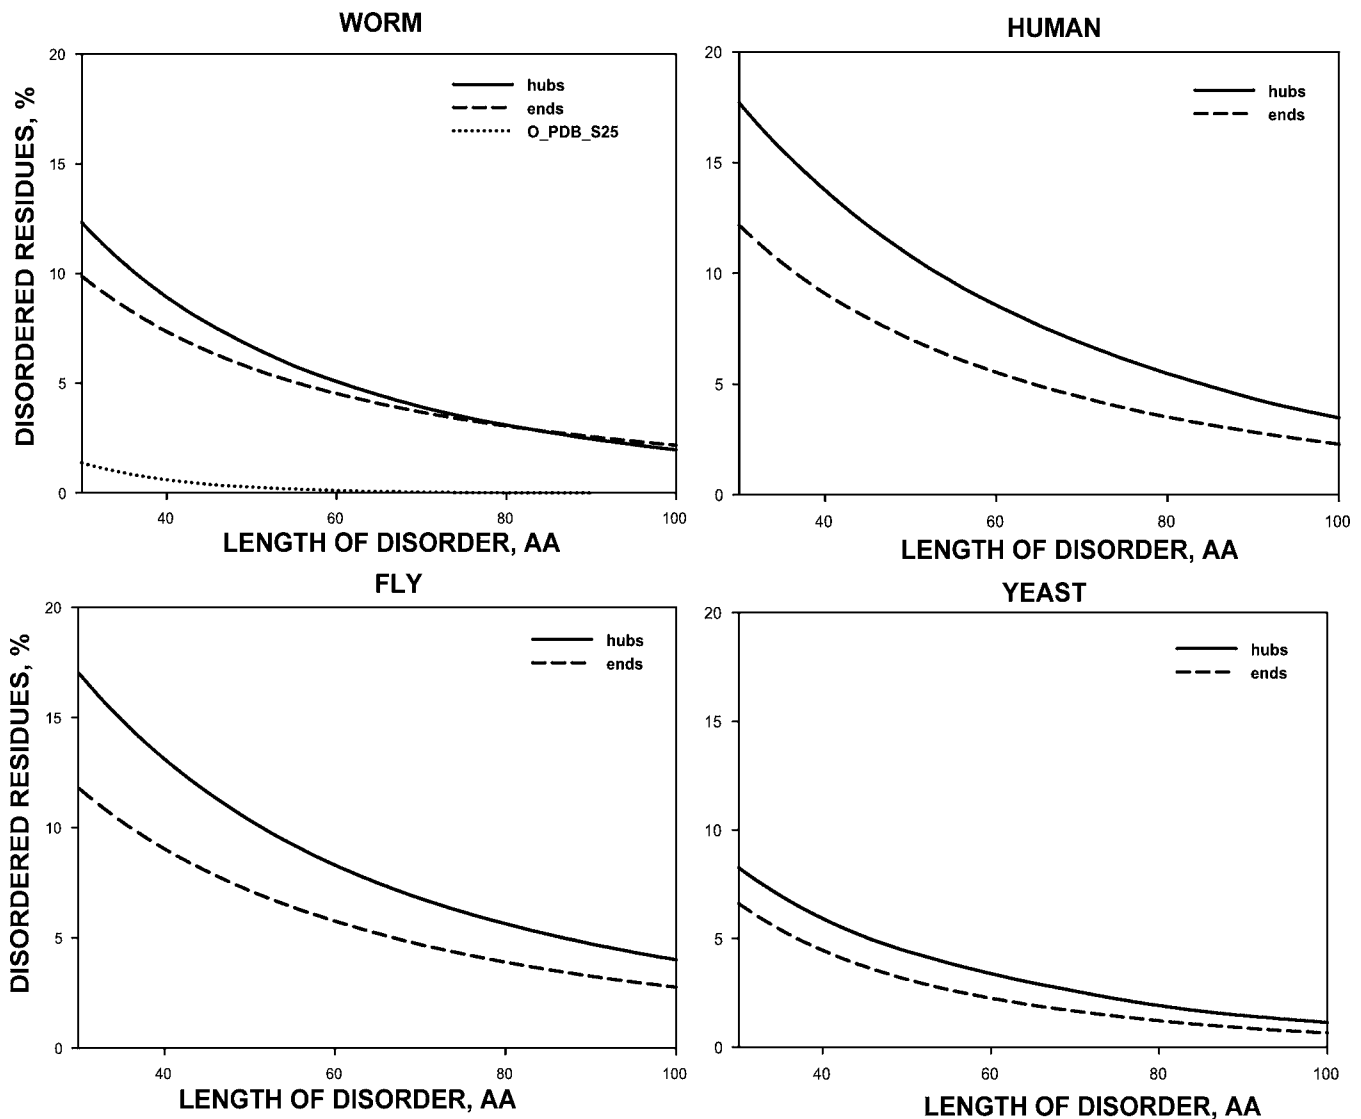 WORM
20
15
10
5
0
DISORDERED RESIDUES, %
hubs
ends
O_PDB_S25
40
60
80
100
LENGTH OF DISORDER, AA
HUMAN
20
15
10
5
0
hubs
ends
40
60
80
100
LENGTH OF DISORDER, AA
FLY
20
15
10
5
0
DISORDERED RESIDUES, %
hubs
ends
40
60
80
100
LENGTH OF DISORDER, AA
YEAST
20
15
10
5
0
hubs
ends
40
60
80
100
LENGTH OF DISORDER, AA